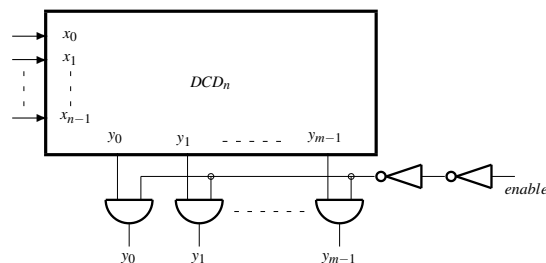 x₀
x₁
DCDₙ
xₙ₋₁
y₀ y₁ yₘ₋₁
enable
y₀ y₁ yₘ₋₁